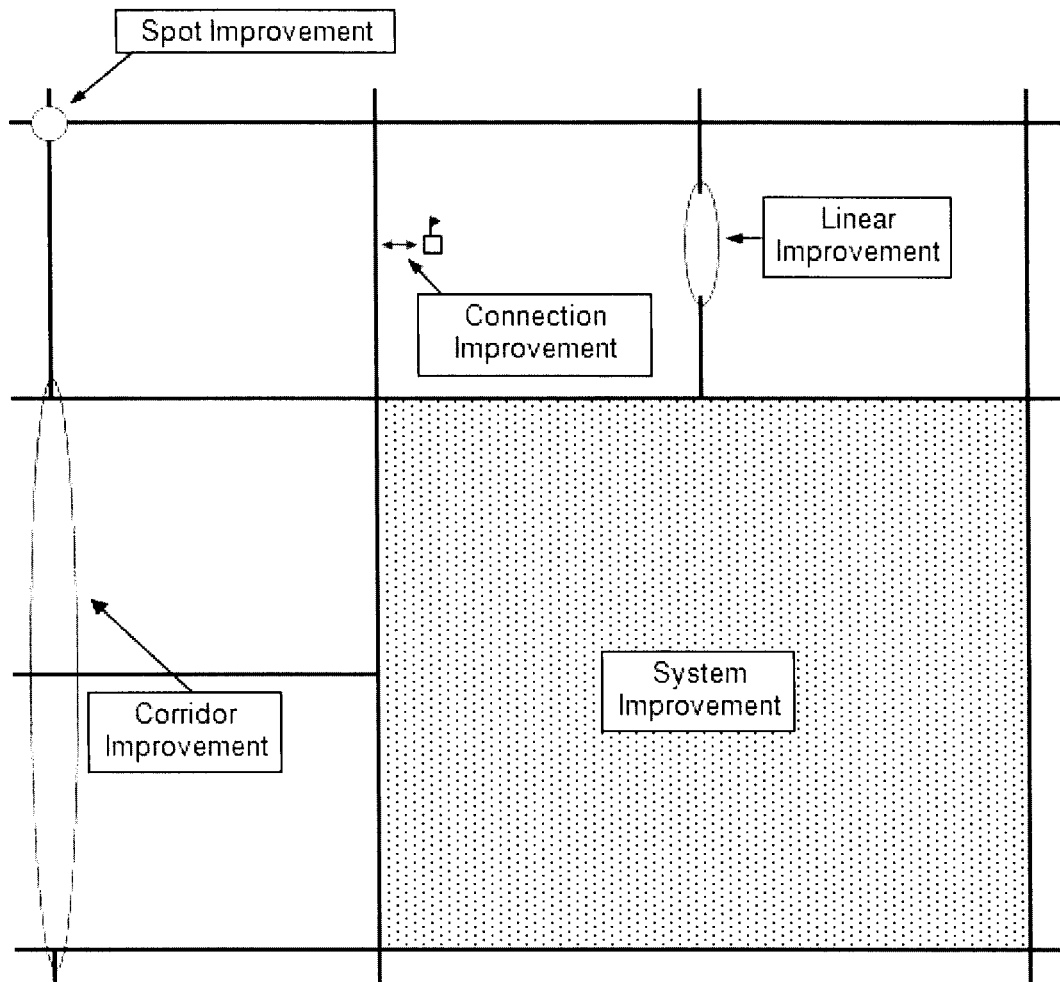 Spot Improvement
Linear
Improvement
Connection
Improvement
System
Improvement
Corridor
Improvement